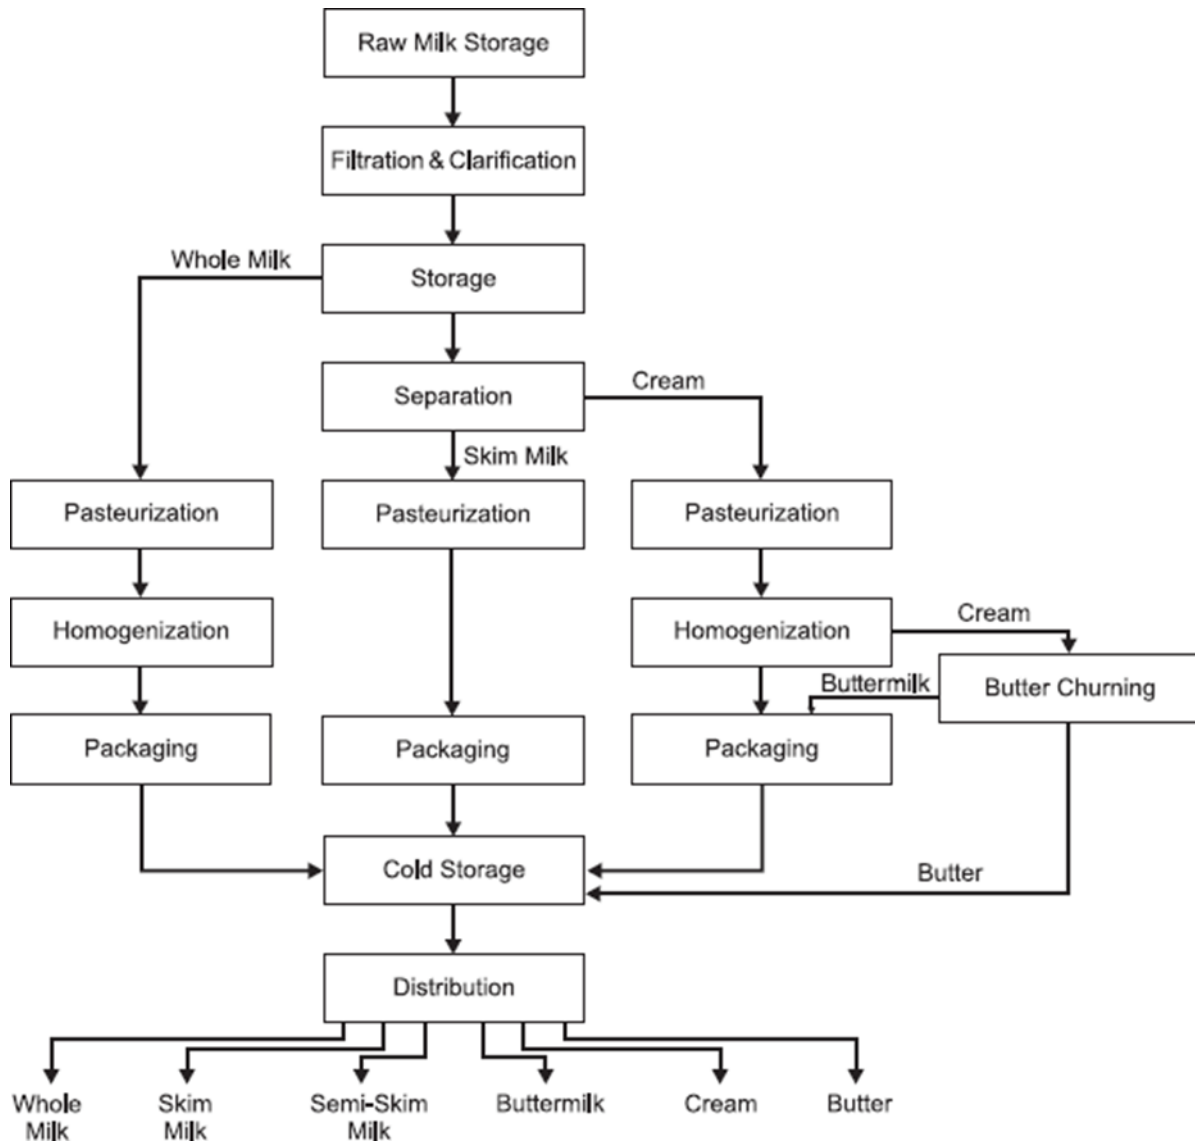 Raw Milk Storage
Filtration & Clarification
Whole Milk
Storage
Separation
Cream
Skim Milk
Pasteurization
Pasteurization
Pasteurization
Homogenization
Homogenization
Cream
Buttermilk
Butter Churning
Packaging
Packaging
Packaging
Cold Storage
Butter
Distribution
Whole
Milk
Skim
Milk
Semi-Skim
Milk
Buttermilk
Cream
Butter